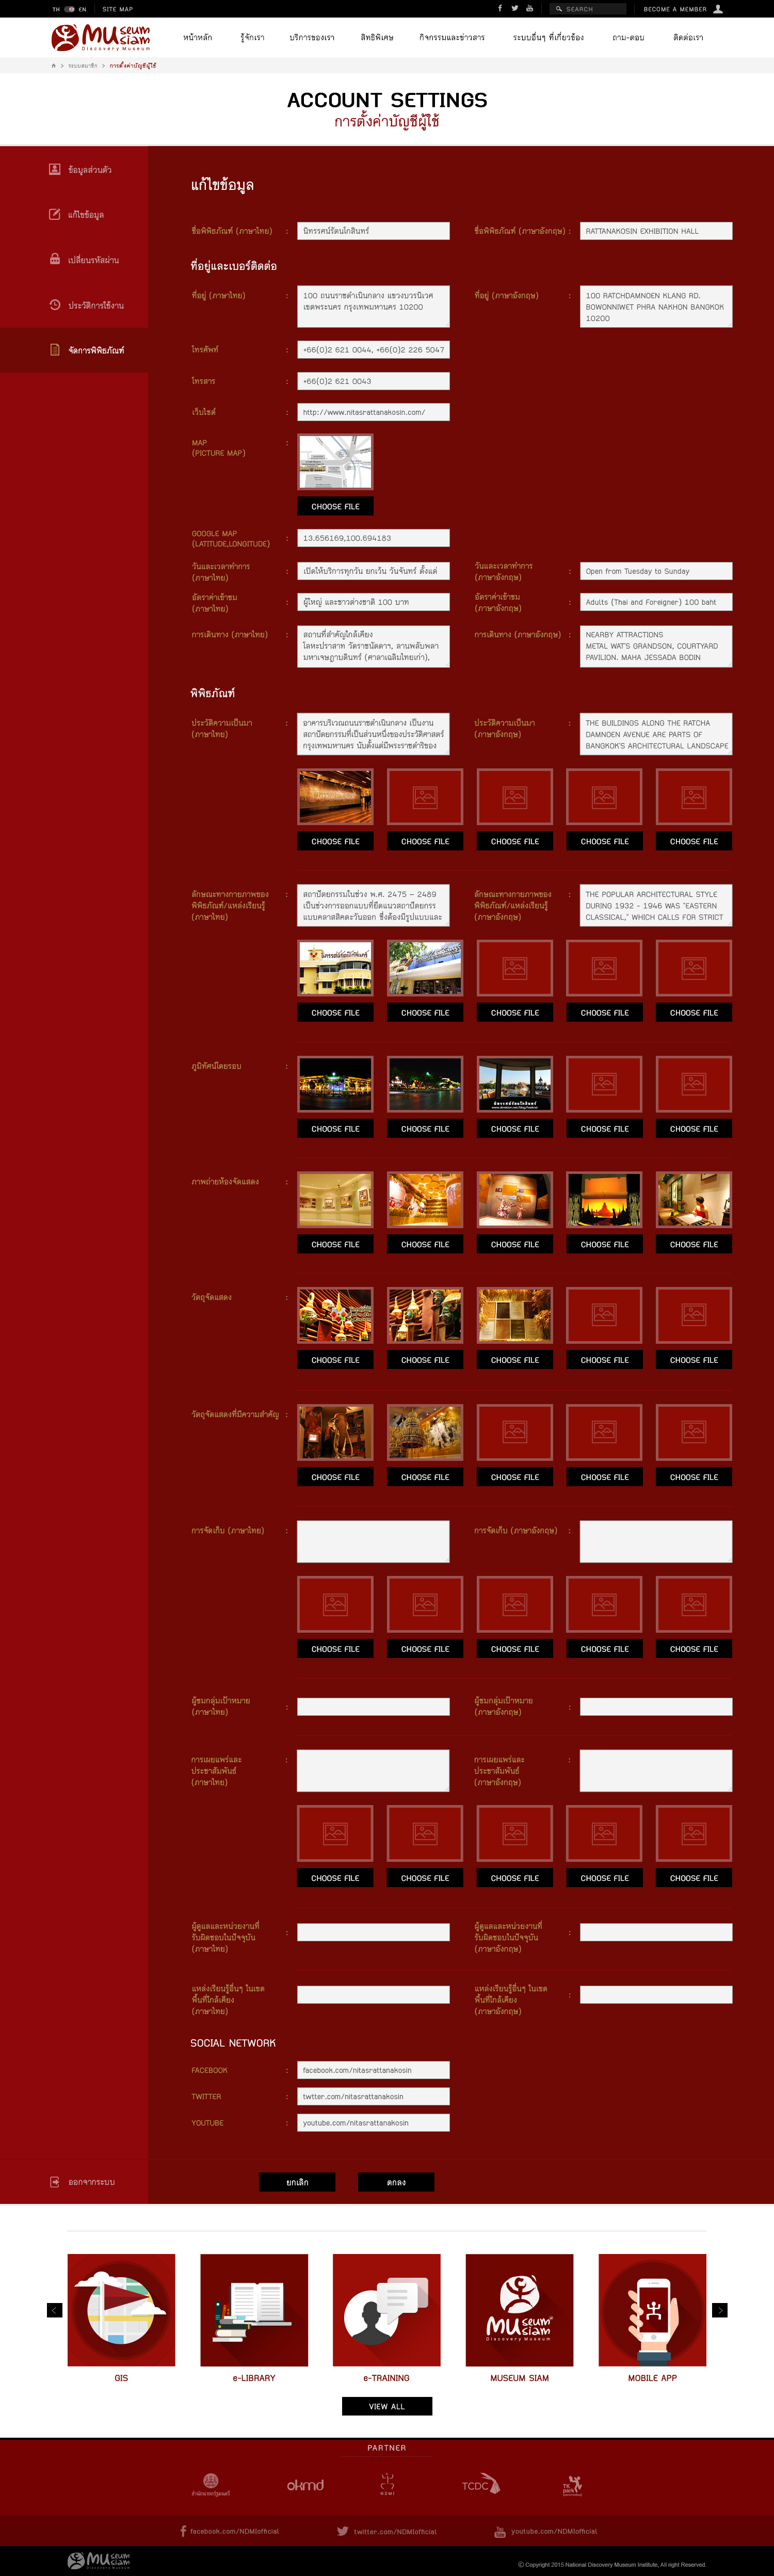 TH EN SITE MAP SEARCH BECOME A MEMBER
Museum Siam
Discovery Museum
หน้าหลัก รู้จักเรา บริการของเรา สิทธิพิเศษ กิจกรรมและข่าวสาร ระบบอื่นๆ ที่เกี่ยวข้อง ถาม-ตอบ ติดต่อเรา
> ระบบสมาชิก > การตั้งค่าบัญชีผู้ใช้
ACCOUNT SETTINGS
การตั้งค่าบัญชีผู้ใช้
ข้อมูลส่วนตัว
แก้ไขข้อมูล
เปลี่ยนรหัสผ่าน
ประวัติการใช้งาน
จัดการพิพิธภัณฑ์
แก้ไขข้อมูล
ชื่อพิพิธภัณฑ์ (ภาษาไทย) : นิทรรศน์รัตนโกสินทร์
ชื่อพิพิธภัณฑ์ (ภาษาอังกฤษ) : RATTANAKOSIN EXHIBITION HALL
ที่อยู่และเบอร์ติดต่อ
ที่อยู่ (ภาษาไทย) : 100 ถนนราชดำเนินกลาง แขวงบวรนิเวศ
เขตพระนคร กรุงเทพมหานคร 10200
ที่อยู่ (ภาษาอังกฤษ) : 100 RATCHDAMNOEN KLANG RD.
BOWONNIWET PHRA NAKHON BANGKOK
10200
โทรศัพท์ : +66(0)2 621 0044, +66(0)2 226 5047
โทรสาร : +66(0)2 621 0043
เว็บไซต์ : http://www.nitasrattanakosin.com/
MAP :
(PICTURE MAP)
CHOOSE FILE
GOOGLE MAP
(LATITUDE,LONGITUDE) : 13.656169,100.694183
วันและเวลาทำการ
(ภาษาไทย) : เปิดให้บริการทุกวัน ยกเว้น วันจันทร์ ตั้งแต่
วันและเวลาทำการ
(ภาษาอังกฤษ) : Open from Tuesday to Sunday
อัตราค่าเข้าชม
(ภาษาไทย) : ผู้ใหญ่ และชาวต่างชาติ 100 บาท
อัตราค่าเข้าชม
(ภาษาอังกฤษ) : Adults (Thai and Foreigner) 100 baht
การเดินทาง (ภาษาไทย) : สถานที่สำคัญใกล้เคียง
โลหะปราสาท วัดราชนัดดาฯ, ลานพลับพลา
มหาเจษฎาบดินทร์ (ศาลาเฉลิมไทยเก่า),
การเดินทาง (ภาษาอังกฤษ) : NEARBY ATTRACTIONS
METAL WAT'S GRANDSON, COURTYARD
PAVILION. MAHA JESSADA BODIN
พิพิธภัณฑ์
ประวัติความเป็นมา :
(ภาษาไทย)
อาคารบริเวณถนนราชดำเนินกลาง เป็นงาน
สถาปัตยกรรมที่เป็นส่วนหนึ่งของประวัติศาสตร์
กรุงเทพมหานคร นับตั้งแต่มีพระราชดำริของ
ประวัติความเป็นมา :
(ภาษาอังกฤษ)
THE BUILDINGS ALONG THE RATCHA
DAMNOEN AVENUE ARE PARTS OF
BANGKOK'S ARCHITECTURAL LANDSCAPE
CHOOSE FILE CHOOSE FILE CHOOSE FILE CHOOSE FILE CHOOSE FILE
ลักษณะทางกายภาพของ :
พิพิธภัณฑ์/แหล่งเรียนรู้
(ภาษาไทย)
สถาปัตยกรรมในช่วง พ.ศ. 2475 – 2489
เป็นช่วงการออกแบบที่ยึดแนวสถาปัตยกรร
แบบคลาสสิคตะวันออก ซึ่งต้องมีรูปแบบและ
ลักษณะทางกายภาพของ :
พิพิธภัณฑ์/แหล่งเรียนรู้
(ภาษาอังกฤษ)
THE POPULAR ARCHITECTURAL STYLE
DURING 1932 - 1946 WAS "EASTERN
CLASSICAL," WHICH CALLS FOR STRICT
CHOOSE FILE CHOOSE FILE CHOOSE FILE CHOOSE FILE CHOOSE FILE
ภูมิทัศน์โดยรอบ :
CHOOSE FILE CHOOSE FILE CHOOSE FILE CHOOSE FILE CHOOSE FILE
ภาพถ่ายห้องจัดแสดง :
CHOOSE FILE CHOOSE FILE CHOOSE FILE CHOOSE FILE CHOOSE FILE
วัตถุจัดแสดง :
CHOOSE FILE CHOOSE FILE CHOOSE FILE CHOOSE FILE CHOOSE FILE
วัตถุจัดแสดงที่มีความสำคัญ :
CHOOSE FILE CHOOSE FILE CHOOSE FILE CHOOSE FILE CHOOSE FILE
การจัดเก็บ (ภาษาไทย) : การจัดเก็บ (ภาษาอังกฤษ) :
CHOOSE FILE CHOOSE FILE CHOOSE FILE CHOOSE FILE CHOOSE FILE
ผู้ชมกลุ่มเป้าหมาย
(ภาษาไทย) :
ผู้ชมกลุ่มเป้าหมาย
(ภาษาอังกฤษ) :
การเผยแพร่และ :
ประชาสัมพันธ์
(ภาษาไทย)
การเผยแพร่และ :
ประชาสัมพันธ์
(ภาษาอังกฤษ)
CHOOSE FILE CHOOSE FILE CHOOSE FILE CHOOSE FILE CHOOSE FILE
ผู้ดูแลและหน่วยงานที่
รับผิดชอบในปัจจุบัน :
(ภาษาไทย)
ผู้ดูแลและหน่วยงานที่
รับผิดชอบในปัจจุบัน :
(ภาษาอังกฤษ)
แหล่งเรียนรู้อื่นๆ ในเขต
พื้นที่ใกล้เคียง :
(ภาษาไทย)
แหล่งเรียนรู้อื่นๆ ในเขต
พื้นที่ใกล้เคียง :
(ภาษาอังกฤษ)
SOCIAL NETWORK
FACEBOOK : facebook.com/nitasrattanakosin
TWITTER : twtter.com/nitasrattanakosin
YOUTUBE : youtube.com/nitasrattanakosin
ออกจากระบบ ยกเลิก ตกลง
Museum Siam
Discovery Museum
GIS e-LIBRARY e-TRAINING MUSEUM SIAM MOBILE APP
VIEW ALL
PARTNER
okmd NDMI TCDC TK park
facebook.com/NDMIofficial twitter.com/NDMIofficial youtube.com/NDMIofficial
Museum Siam
Discovery Museum
© Copyright 2015 National Discovery Museum Institute, All right Reserved.